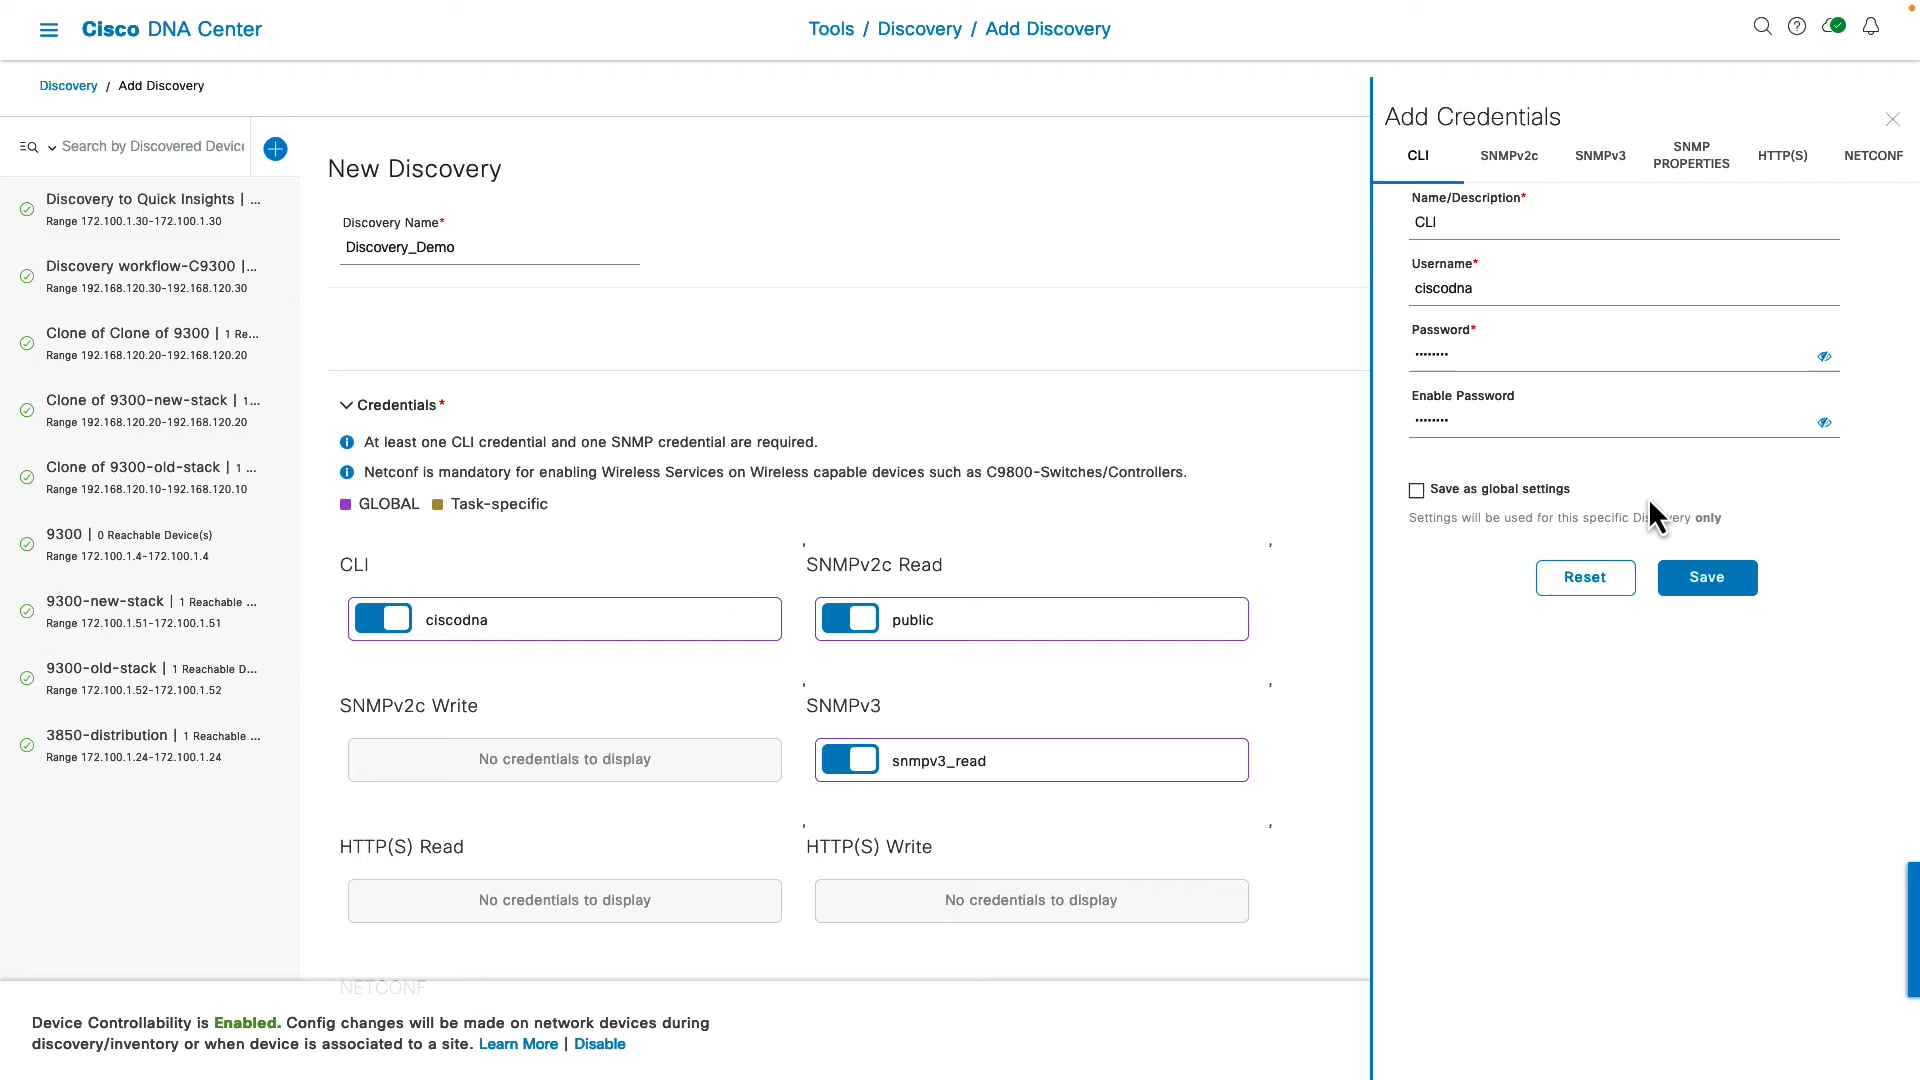 Cisco DNA Center
Tools / Discovery / Add Discovery
Discovery / Add Discovery
Search by Discovered Device
Discovery to Quick Insights | ...
Range 172.100.1.30-172.100.1.30
Discovery workflow-C9300 |...
Range 192.168.120.30-192.168.120.30
Clone of Clone of 9300 | 1 Re...
Range 192.168.120.20-192.168.120.20
Clone of 9300-new-stack | 1...
Range 192.168.120.20-192.168.120.20
Clone of 9300-old-stack | 1 ...
Range 192.168.120.10-192.168.120.10
9300 | 0 Reachable Device(s)
Range 172.100.1.4-172.100.1.4
9300-new-stack | 1 Reachable ...
Range 172.100.1.51-172.100.1.51
9300-old-stack | 1 Reachable D...
Range 172.100.1.52-172.100.1.52
3850-distribution | 1 Reachable ...
Range 172.100.1.24-172.100.1.24
New Discovery
Discovery Name*
Discovery_Demo
Credentials*
At least one CLI credential and one SNMP credential are required.
Netconf is mandatory for enabling Wireless Services on Wireless capable devices such as C9800-Switches/Controllers.
GLOBAL Task-specific
CLI
ciscodna
SNMPv2c Read
public
SNMPv2c Write
No credentials to display
SNMPv3
snmpv3_read
HTTP(S) Read
No credentials to display
HTTP(S) Write
No credentials to display
NETCONF
Device Controllability is Enabled. Config changes will be made on network devices during
discovery/inventory or when device is associated to a site. Learn More | Disable
Add Credentials
CLI
SNMPv2c
SNMPv3
SNMP
PROPERTIES
HTTP(S)
NETCONF
Name/Description*
CLI
Username*
ciscodna
Password*
••••••••
Enable Password
••••••••
Save as global settings
Settings will be used for this specific Discovery only
Reset
Save